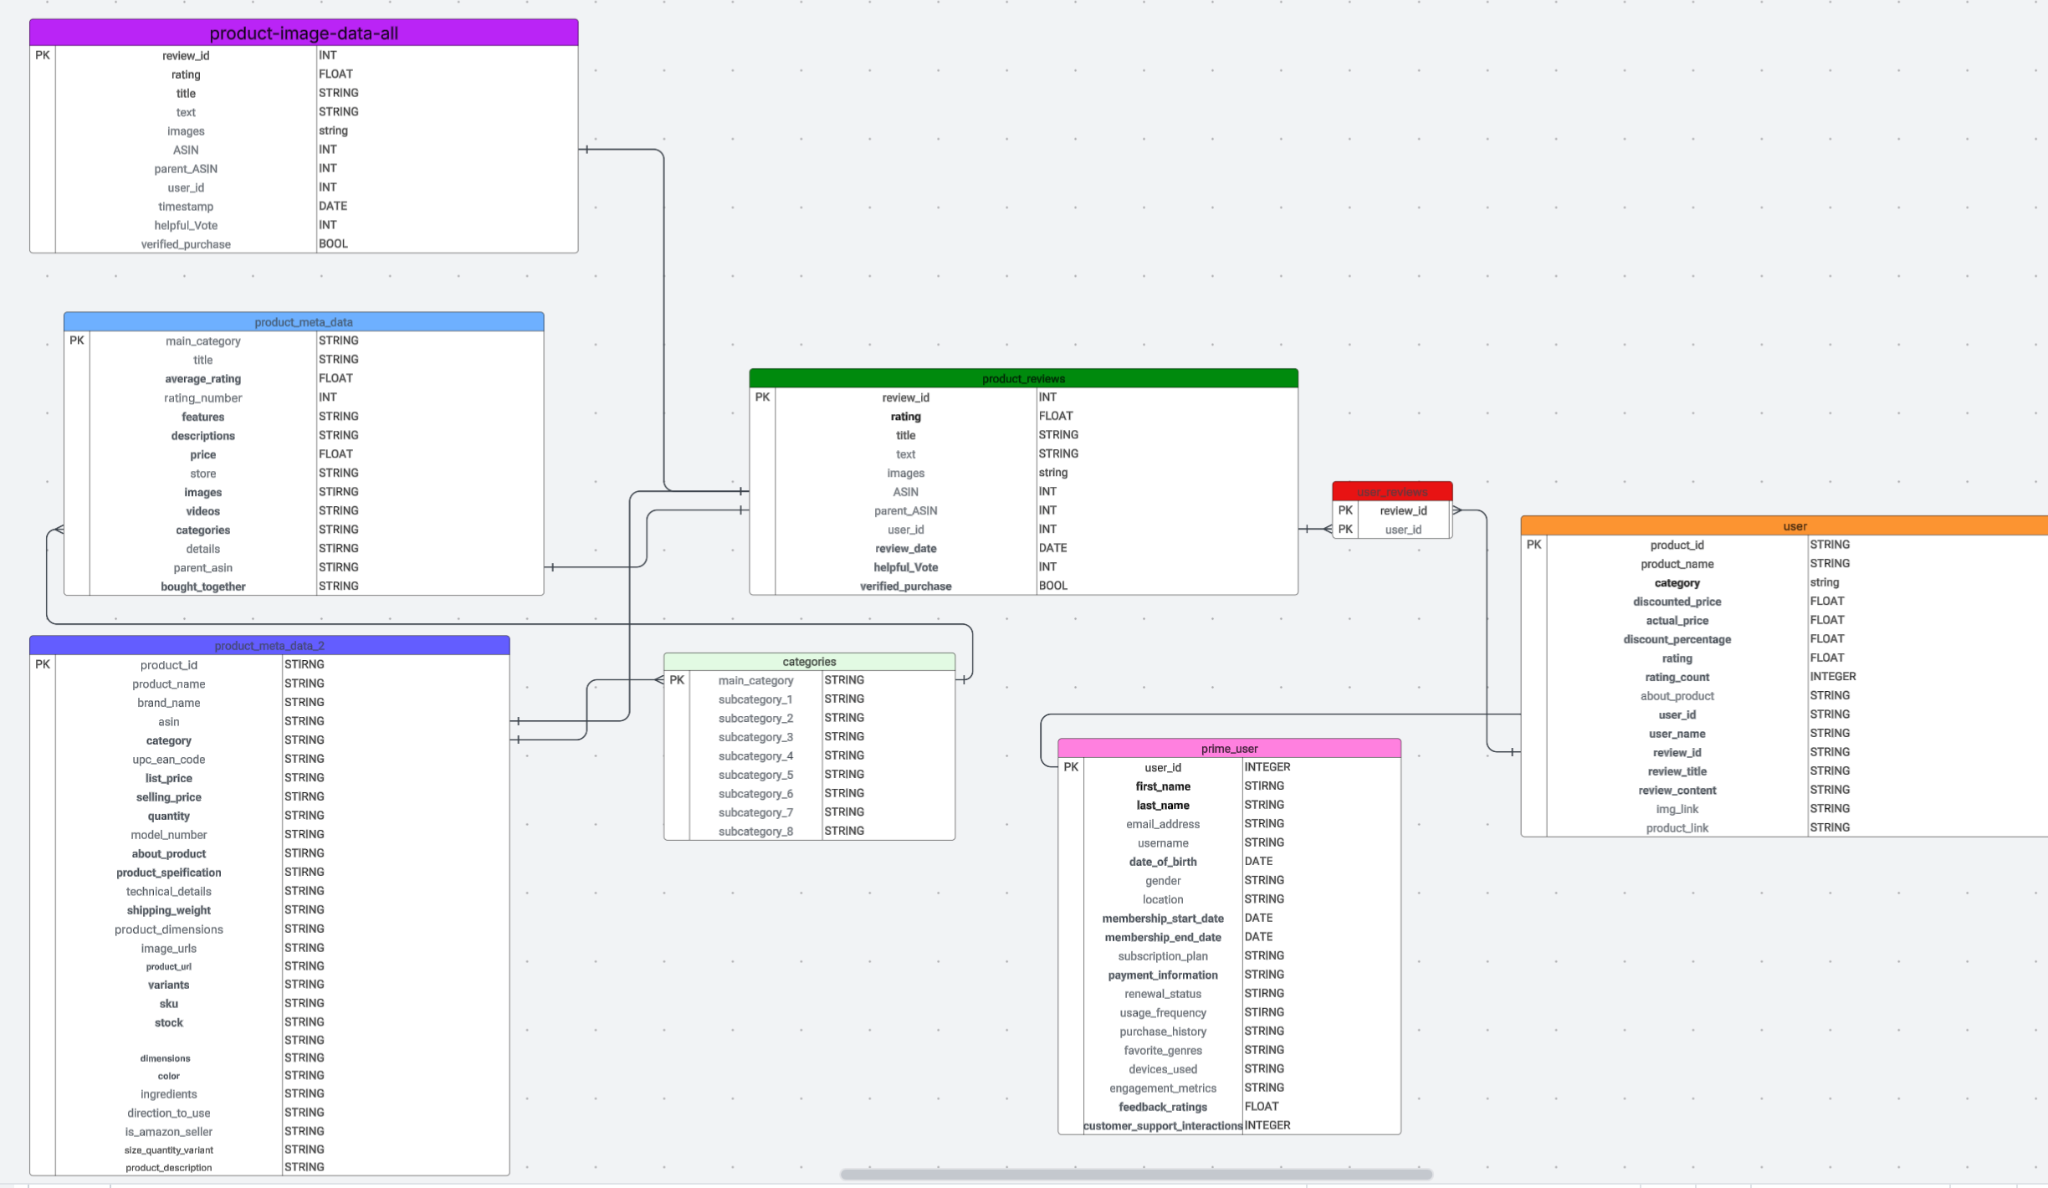 product-image-data-all
PK review_id INT
rating FLOAT
title STRING
text STRING
images string
ASIN INT
parent_ASIN INT
user_id INT
timestamp DATE
helpful_Vote INT
verified_purchase BOOL
product_meta_data
PK main_category STRING
title STRING
average_rating FLOAT
rating_number INT
features STRING
descriptions STRING
price FLOAT
store STRING
images STIRNG
videos STRING
categories STRING
details STIRNG
parent_asin STIRNG
bought_together STRING
product_meta_data_2
PK product_id STIRNG
product_name STRING
brand_name STRING
asin STRING
category STRING
upc_ean_code STRING
list_price STRING
selling_price STRING
quantity STRING
model_number STRING
about_product STIRNG
product_speification STIRNG
technical_details STRING
shipping_weight STRING
product_dimensions STRING
image_urls STRING
product_url STRING
variants STRING
sku STRING
stock STRING
STRING
dimensions STRING
color STRING
ingredients STRING
direction_to_use STRING
is_amazon_seller STRING
size_quantity_variant STRING
product_description STRING
product_reviews
PK review_id INT
rating FLOAT
title STRING
text STRING
images string
ASIN INT
parent_ASIN INT
user_id INT
review_date DATE
helpful_Vote INT
verified_purchase BOOL
categories
PK main_category STRING
subcategory_1 STRING
subcategory_2 STRING
subcategory_3 STRING
subcategory_4 STRING
subcategory_5 STRING
subcategory_6 STRING
subcategory_7 STRING
subcategory_8 STRING
user_reviews
PK review_id
PK user_id
prime_user
PK user_id INTEGER
first_name STIRNG
last_name STRING
email_address STRING
username STRING
date_of_birth DATE
gender STRING
location STRING
membership_start_date DATE
membership_end_date DATE
subscription_plan STRING
payment_information STRING
renewal_status STIRNG
usage_frequency STIRNG
purchase_history STRING
favorite_genres STRING
devices_used STRING
engagement_metrics STRING
feedback_ratings FLOAT
customer_support_interactions INTEGER
user
PK product_id STRING
product_name STRING
category string
discounted_price FLOAT
actual_price FLOAT
discount_percentage FLOAT
rating FLOAT
rating_count INTEGER
about_product STRING
user_id STRING
user_name STRING
review_id STRING
review_title STRING
review_content STRING
img_link STRING
product_link STRING